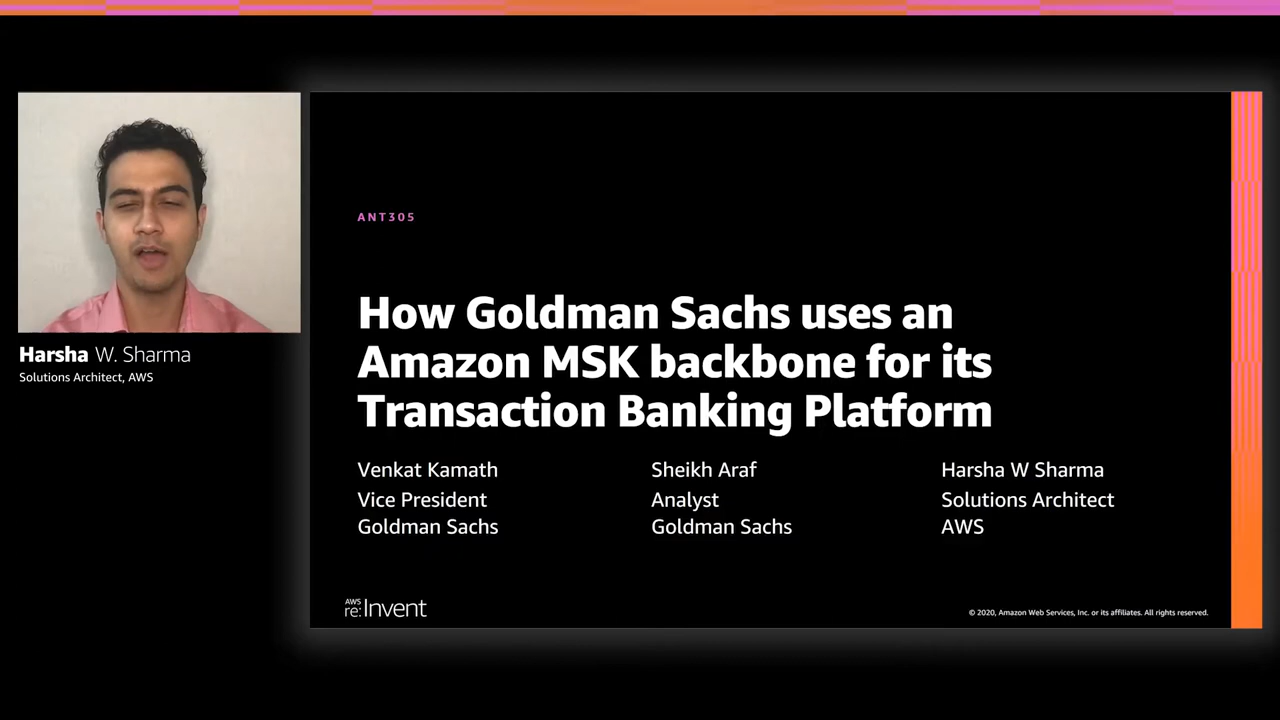 Harsha W. Sharma
Solutions Architect, AWS
ANT305
How Goldman Sachs uses an
Amazon MSK backbone for its
Transaction Banking Platform
Venkat Kamath
Vice President
Goldman Sachs
Sheikh Araf
Analyst
Goldman Sachs
Harsha W Sharma
Solutions Architect
AWS
AWS
re:Invent
© 2020, Amazon Web Services, Inc. or its affiliates. All rights reserved.